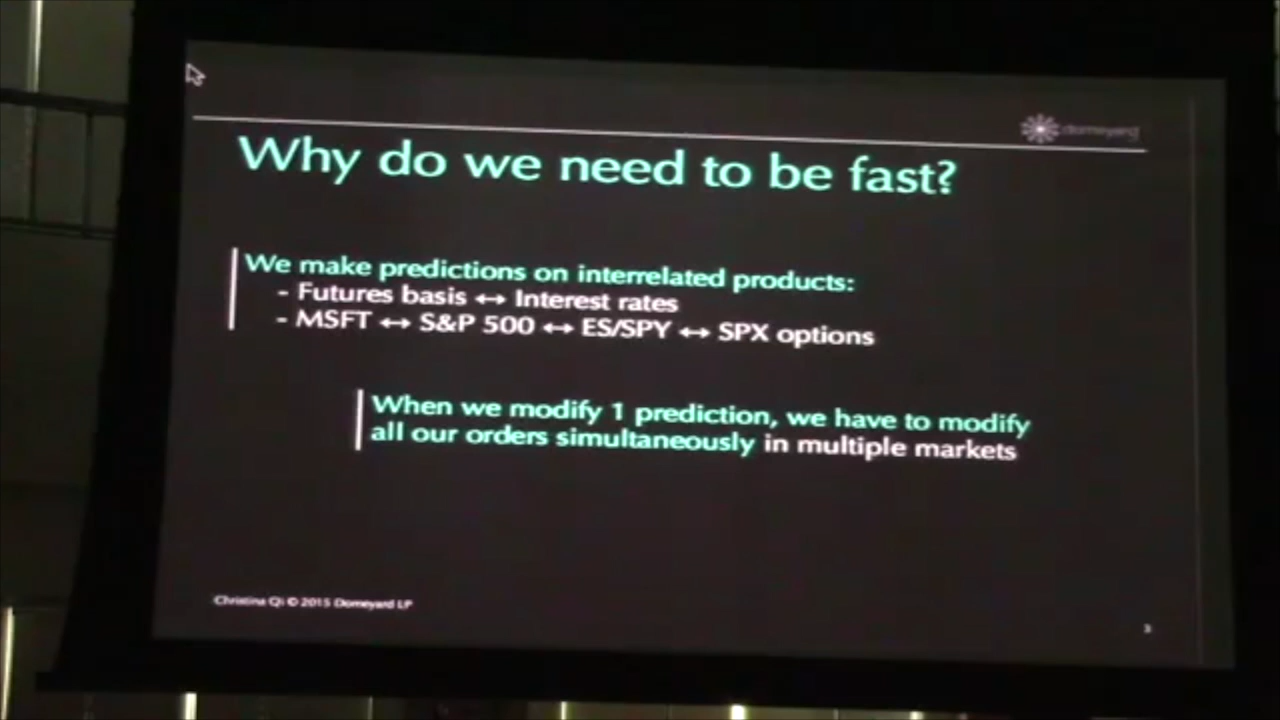 domeyard
Why do we need to be fast?
We make predictions on interrelated products:
- Futures basis ↔ Interest rates
- MSFT ↔ S&P 500 ↔ ES/SPY ↔ SPX options
When we modify 1 prediction, we have to modify
all our orders simultaneously in multiple markets
Christina Qi © 2015 Domeyard LP
3